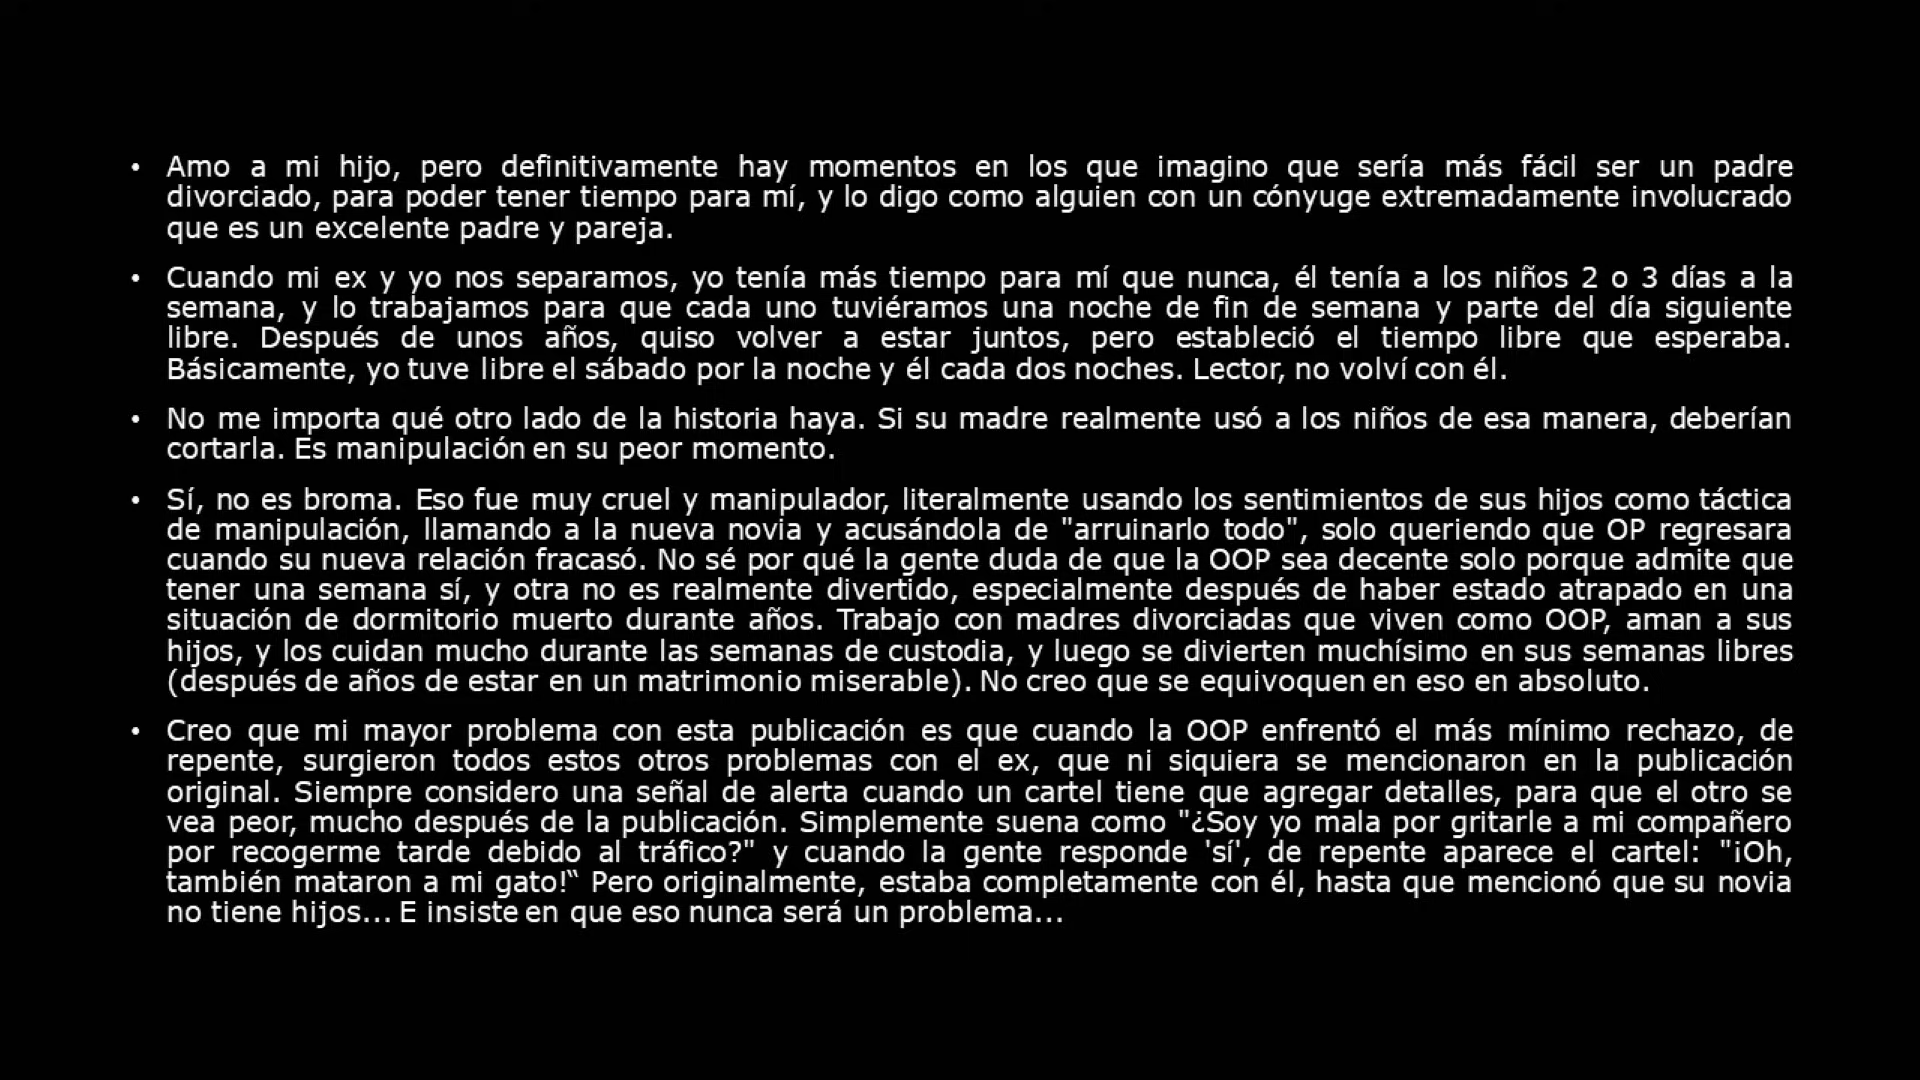 • Amo a mi hijo, pero definitivamente hay momentos en los que imagino que sería más fácil ser un padre
divorciado, para poder tener tiempo para mí, y lo digo como alguien con un cónyuge extremadamente involucrado
que es un excelente padre y pareja.
• Cuando mi ex y yo nos separamos, yo tenía más tiempo para mí que nunca, él tenía a los niños 2 o 3 días a la
semana, y lo trabajamos para que cada uno tuviéramos una noche de fin de semana y parte del día siguiente
libre. Después de unos años, quiso volver a estar juntos, pero estableció el tiempo libre que esperaba.
Básicamente, yo tuve libre el sábado por la noche y él cada dos noches. Lector, no volví con él.
• No me importa qué otro lado de la historia haya. Si su madre realmente usó a los niños de esa manera, deberían
cortarla. Es manipulación en su peor momento.
• Sí, no es broma. Eso fue muy cruel y manipulador, literalmente usando los sentimientos de sus hijos como táctica
de manipulación, llamando a la nueva novia y acusándola de "arruinarlo todo", solo queriendo que OP regresara
cuando su nueva relación fracasó. No sé por qué la gente duda de que la OOP sea decente solo porque admite que
tener una semana sí, y otra no es realmente divertido, especialmente después de haber estado atrapado en una
situación de dormitorio muerto durante años. Trabajo con madres divorciadas que viven como OOP, aman a sus
hijos, y los cuidan mucho durante las semanas de custodia, y luego se divierten muchísimo en sus semanas libres
(después de años de estar en un matrimonio miserable). No creo que se equivoquen en eso en absoluto.
• Creo que mi mayor problema con esta publicación es que cuando la OOP enfrentó el más mínimo rechazo, de
repente, surgieron todos estos otros problemas con el ex, que ni siquiera se mencionaron en la publicación
original. Siempre considero una señal de alerta cuando un cartel tiene que agregar detalles, para que el otro se
vea peor, mucho después de la publicación. Simplemente suena como "¿Soy yo mala por gritarle a mi compañero
por recogerme tarde debido al tráfico?" y cuando la gente responde 'sí', de repente aparece el cartel: "¡Oh,
también mataron a mi gato!“ Pero originalmente, estaba completamente con él, hasta que mencionó que su novia
no tiene hijos... E insiste en que eso nunca será un problema...